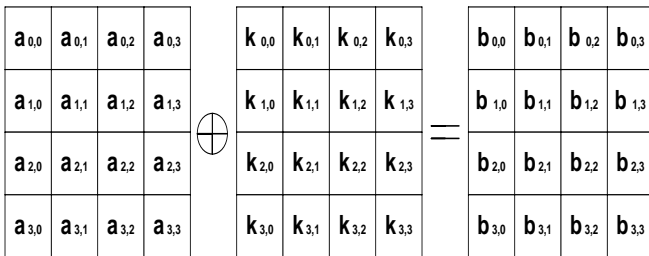 a0,0 a0,1 a0,2 a0,3 k0,0 k0,1 k0,2 k0,3 b0,0 b0,1 b0,2 b0,3
a1,0 a1,1 a1,2 a1,3 k1,0 k1,1 k1,2 k1,3 b1,0 b1,1 b1,2 b1,3
⊕ =
a2,0 a2,1 a2,2 a2,3 k2,0 k2,1 k2,2 k2,3 b2,0 b2,1 b2,2 b2,3
a3,0 a3,1 a3,2 a3,3 k3,0 k3,1 k3,2 k3,3 b3,0 b3,1 b3,2 b3,3